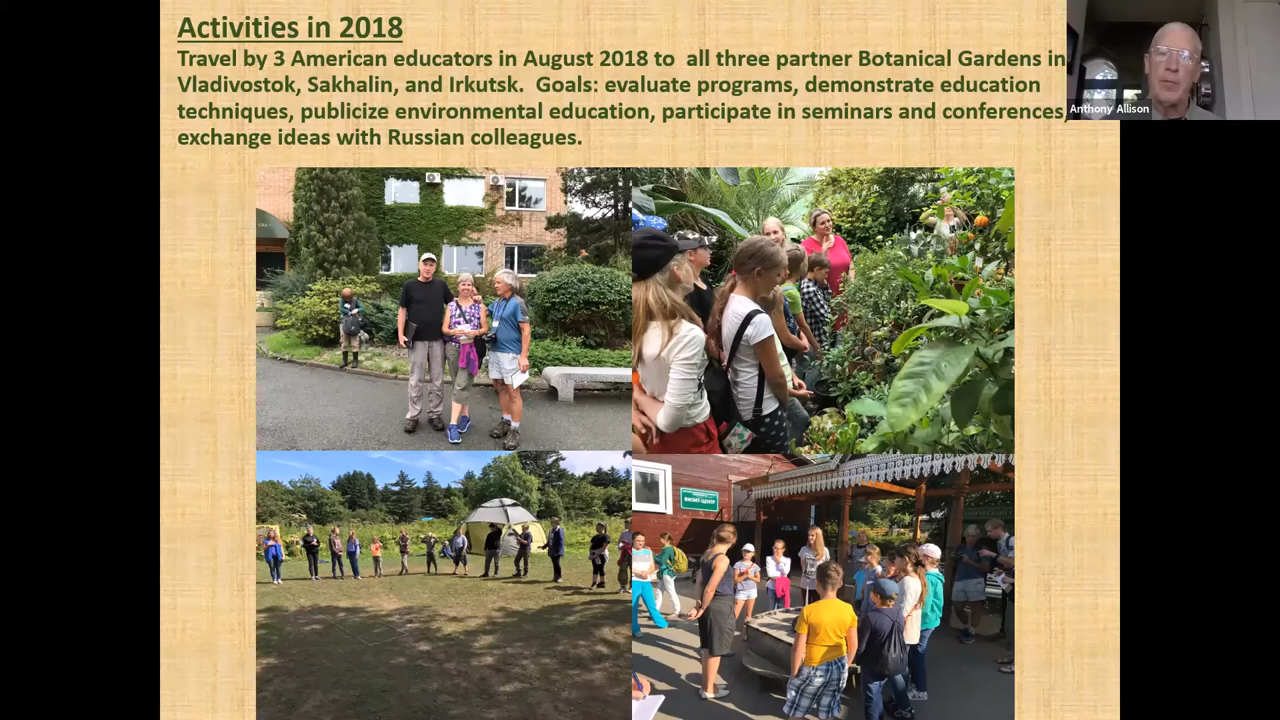 Activities in 2018
Travel by 3 American educators in August 2018 to all three partner Botanical Gardens in
Vladivostok, Sakhalin, and Irkutsk. Goals: evaluate programs, demonstrate education
techniques, publicize environmental education, participate in seminars and conferences,
exchange ideas with Russian colleagues.
Anthony Allison
ВИЗИТ-ЦЕНТР